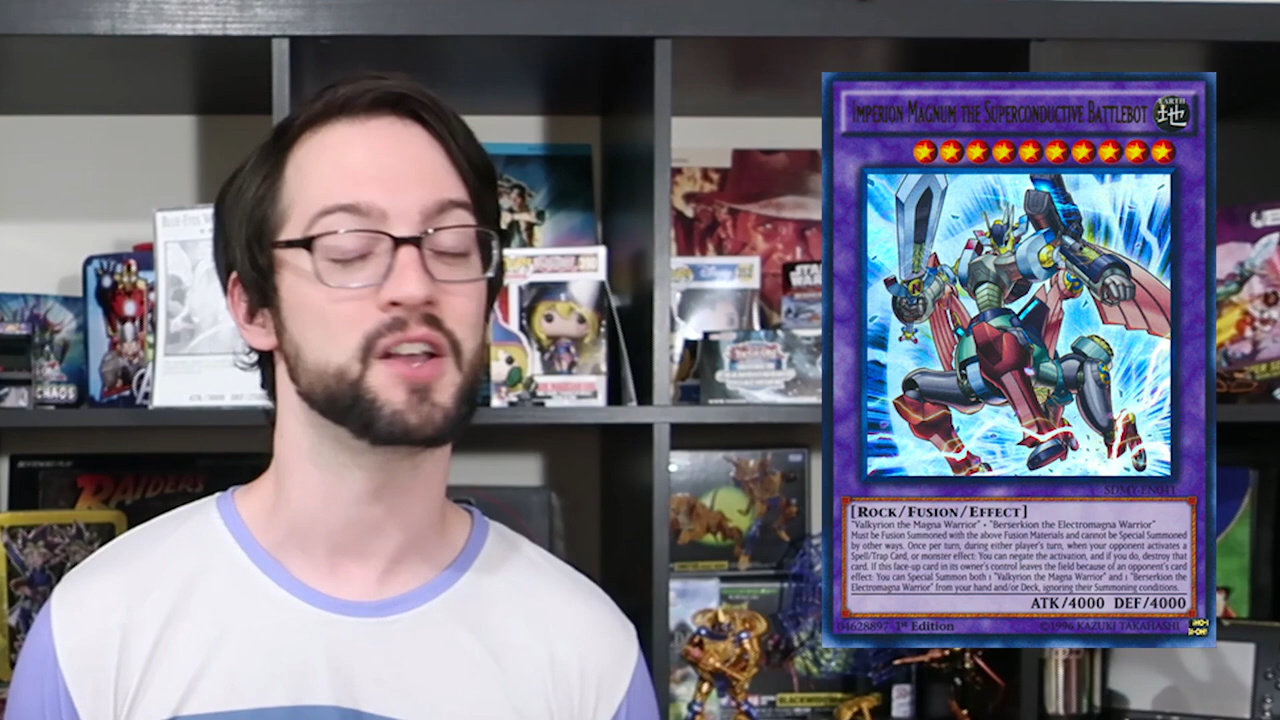 IMPERION MAGNUM THE SUPERCONDUCTIVE BATTLEBOT
EARTH
地
SDMY-EN041
[ROCK/FUSION/EFFECT]
"Valkyrion the Magna Warrior" + "Berserkion the Electromagna Warrior"
Must be Fusion Summoned with the above Fusion Materials and cannot be Special Summoned
by other ways. Once per turn, during either player's turn, when your opponent activates a
Spell/Trap Card, or monster effect: You can negate the activation, and if you do, destroy that
card. If this face-up card in its owner's control leaves the field because of an opponent's card
effect: You can Special Summon both 1 "Valkyrion the Magna Warrior" and 1 "Berserkion the
Electromagna Warrior" from your hand and/or Deck, ignoring their Summoning conditions.
ATK/4000 DEF/4000
04628897 1st Edition
©1996 KAZUKI TAKAHASHI
CHAOS
RAIDERS
STAR
WARS
Disney
POP